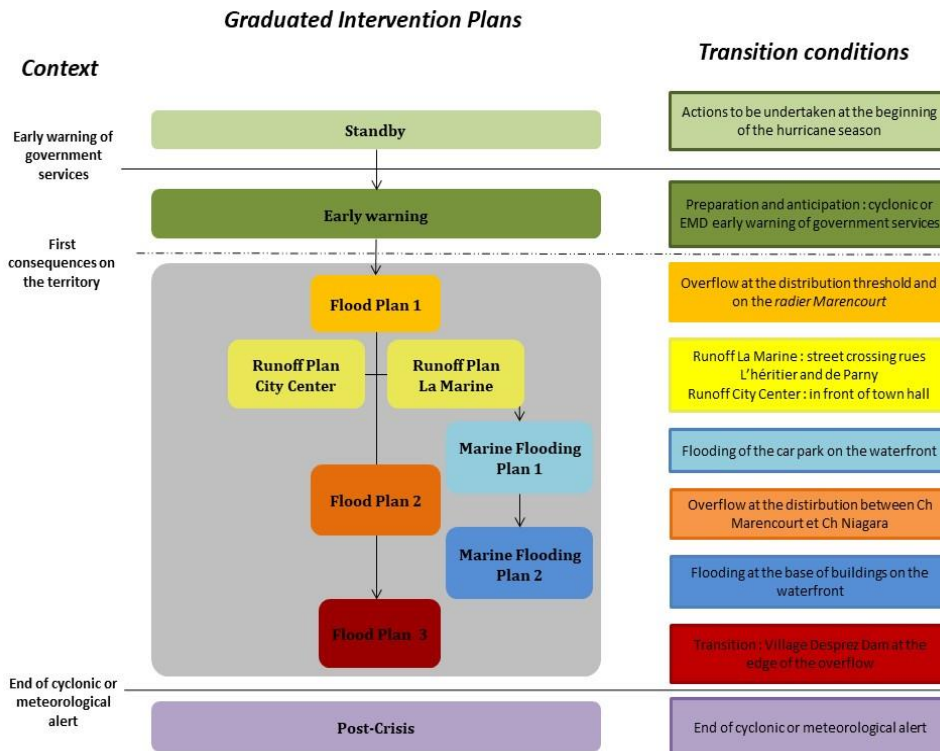 Graduated Intervention Plans
Context
Transition conditions
Early warning of
government
services
Standby
Actions to be undertaken at the beginning
of the hurricane season
Early warning
Preparation and anticipation : cyclonic or
EMD early warning of government services
First
consequences on
the territory
Flood Plan 1
Overflow at the distribution threshold and
on the radier Marencourt
Runoff Plan
City Center
Runoff Plan
La Marine
Runoff La Marine : street crossing rues
L'héritier and de Parny
Runoff City Center : in front of town hall
Marine Flooding
Plan 1
Flooding of the car park on the waterfront
Flood Plan 2
Overflow at the distirbution between Ch
Marencourt et Ch Niagara
Marine Flooding
Plan 2
Flooding at the base of buildings on the
waterfront
Flood Plan 3
Transition : Village Desprez Dam at the
edge of the overflow
End of cyclonic or
meteorological
alert
Post-Crisis
End of cyclonic or meteorological alert